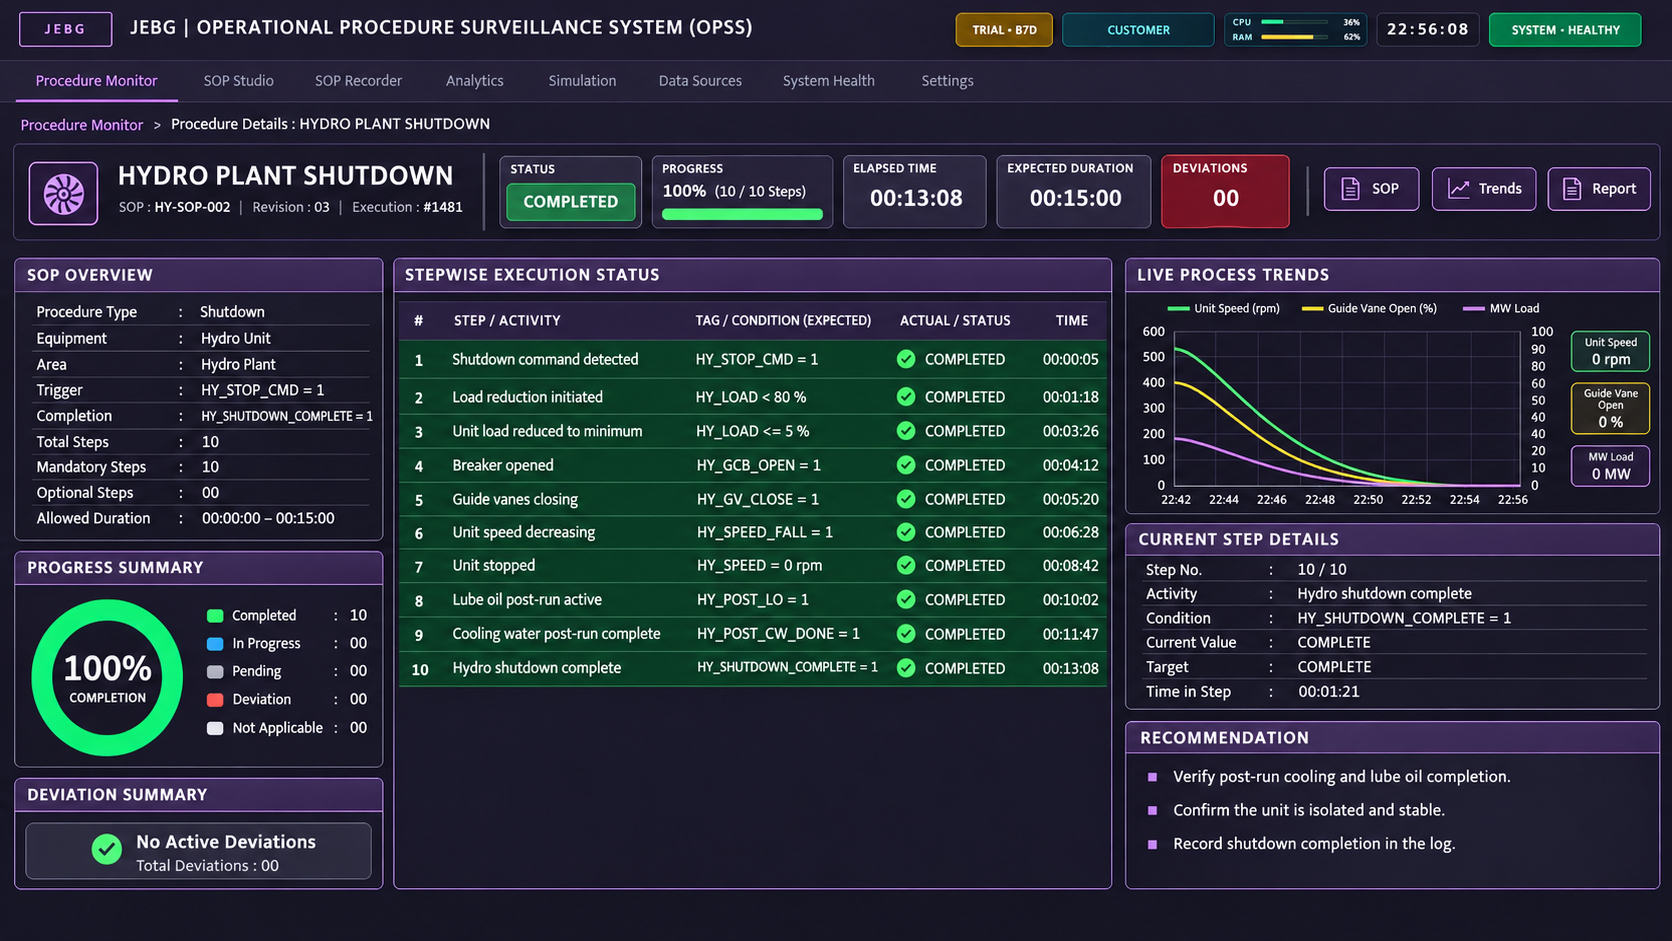 JEBG
JEBG | OPERATIONAL PROCEDURE SURVEILLANCE SYSTEM (OPSS)
TRIAL • B7D
CUSTOMER
CPU 36%
RAM 62%
22:56:08
SYSTEM • HEALTHY
Procedure Monitor
SOP Studio
SOP Recorder
Analytics
Simulation
Data Sources
System Health
Settings
Procedure Monitor > Procedure Details : HYDRO PLANT SHUTDOWN
HYDRO PLANT SHUTDOWN
SOP : HY-SOP-002 | Revision : 03 | Execution : #1481
STATUS
COMPLETED
PROGRESS
100% (10 / 10 Steps)
ELAPSED TIME
00:13:08
EXPECTED DURATION
00:15:00
DEVIATIONS
00
SOP
Trends
Report
SOP OVERVIEW
Procedure Type : Shutdown
Equipment : Hydro Unit
Area : Hydro Plant
Trigger : HY_STOP_CMD = 1
Completion : HY_SHUTDOWN_COMPLETE = 1
Total Steps : 10
Mandatory Steps : 10
Optional Steps : 00
Allowed Duration : 00:00:00 – 00:15:00
PROGRESS SUMMARY
100%
COMPLETION
Completed : 10
In Progress : 00
Pending : 00
Deviation : 00
Not Applicable : 00
DEVIATION SUMMARY
No Active Deviations
Total Deviations : 00
STEPWISE EXECUTION STATUS
# STEP / ACTIVITY TAG / CONDITION (EXPECTED) ACTUAL / STATUS TIME
1 Shutdown command detected HY_STOP_CMD = 1 COMPLETED 00:00:05
2 Load reduction initiated HY_LOAD < 80 % COMPLETED 00:01:18
3 Unit load reduced to minimum HY_LOAD <= 5 % COMPLETED 00:03:26
4 Breaker opened HY_GCB_OPEN = 1 COMPLETED 00:04:12
5 Guide vanes closing HY_GV_CLOSE = 1 COMPLETED 00:05:20
6 Unit speed decreasing HY_SPEED_FALL = 1 COMPLETED 00:06:28
7 Unit stopped HY_SPEED = 0 rpm COMPLETED 00:08:42
8 Lube oil post-run active HY_POST_LO = 1 COMPLETED 00:10:02
9 Cooling water post-run complete HY_POST_CW_DONE = 1 COMPLETED 00:11:47
10 Hydro shutdown complete HY_SHUTDOWN_COMPLETE = 1 COMPLETED 00:13:08
LIVE PROCESS TRENDS
Unit Speed (rpm) Guide Vane Open (%) MW Load
600
500
400
300
200
100
0
100
90
80
60
50
40
40
20
10
0
22:42 22:44 22:46 22:48 22:50 22:52 22:54 22:56
Unit Speed
0 rpm
Guide Vane
Open
0 %
MW Load
0 MW
CURRENT STEP DETAILS
Step No. : 10 / 10
Activity : Hydro shutdown complete
Condition : HY_SHUTDOWN_COMPLETE = 1
Current Value : COMPLETE
Target : COMPLETE
Time in Step : 00:01:21
RECOMMENDATION
Verify post-run cooling and lube oil completion.
Confirm the unit is isolated and stable.
Record shutdown completion in the log.